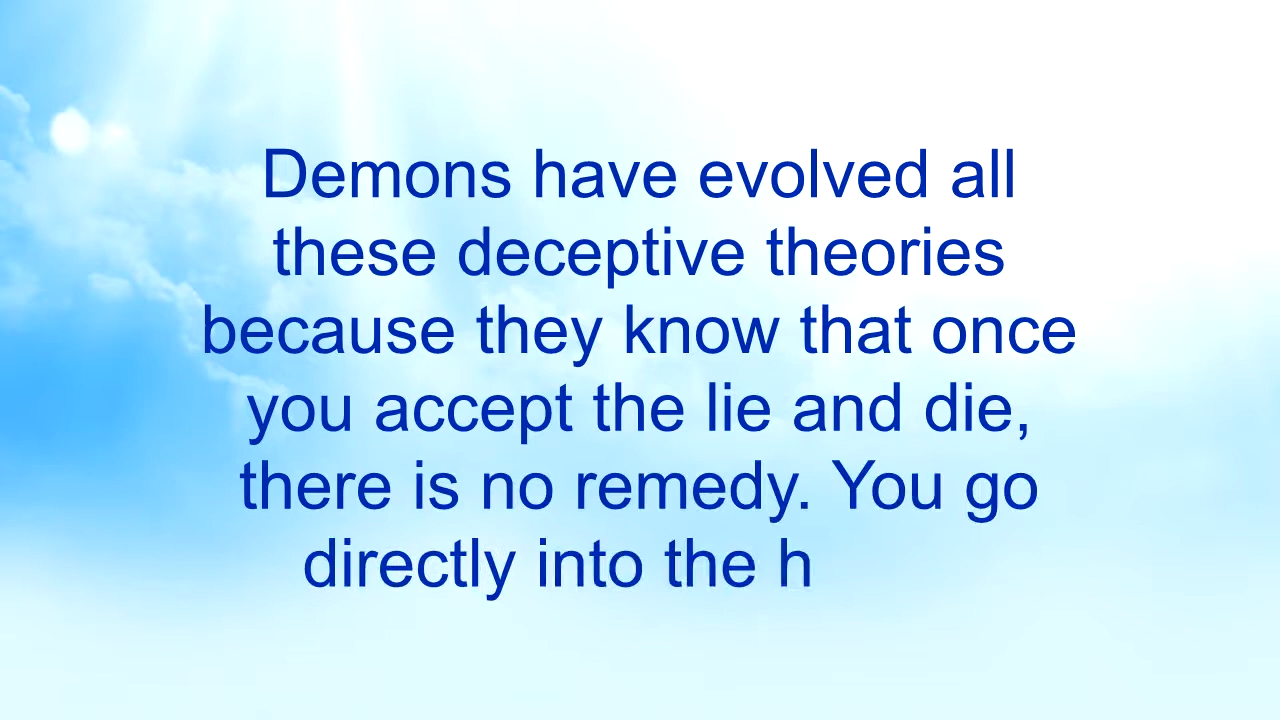 Demons have evolved all
these deceptive theories
because they know that once
you accept the lie and die,
there is no remedy. You go
directly into the h